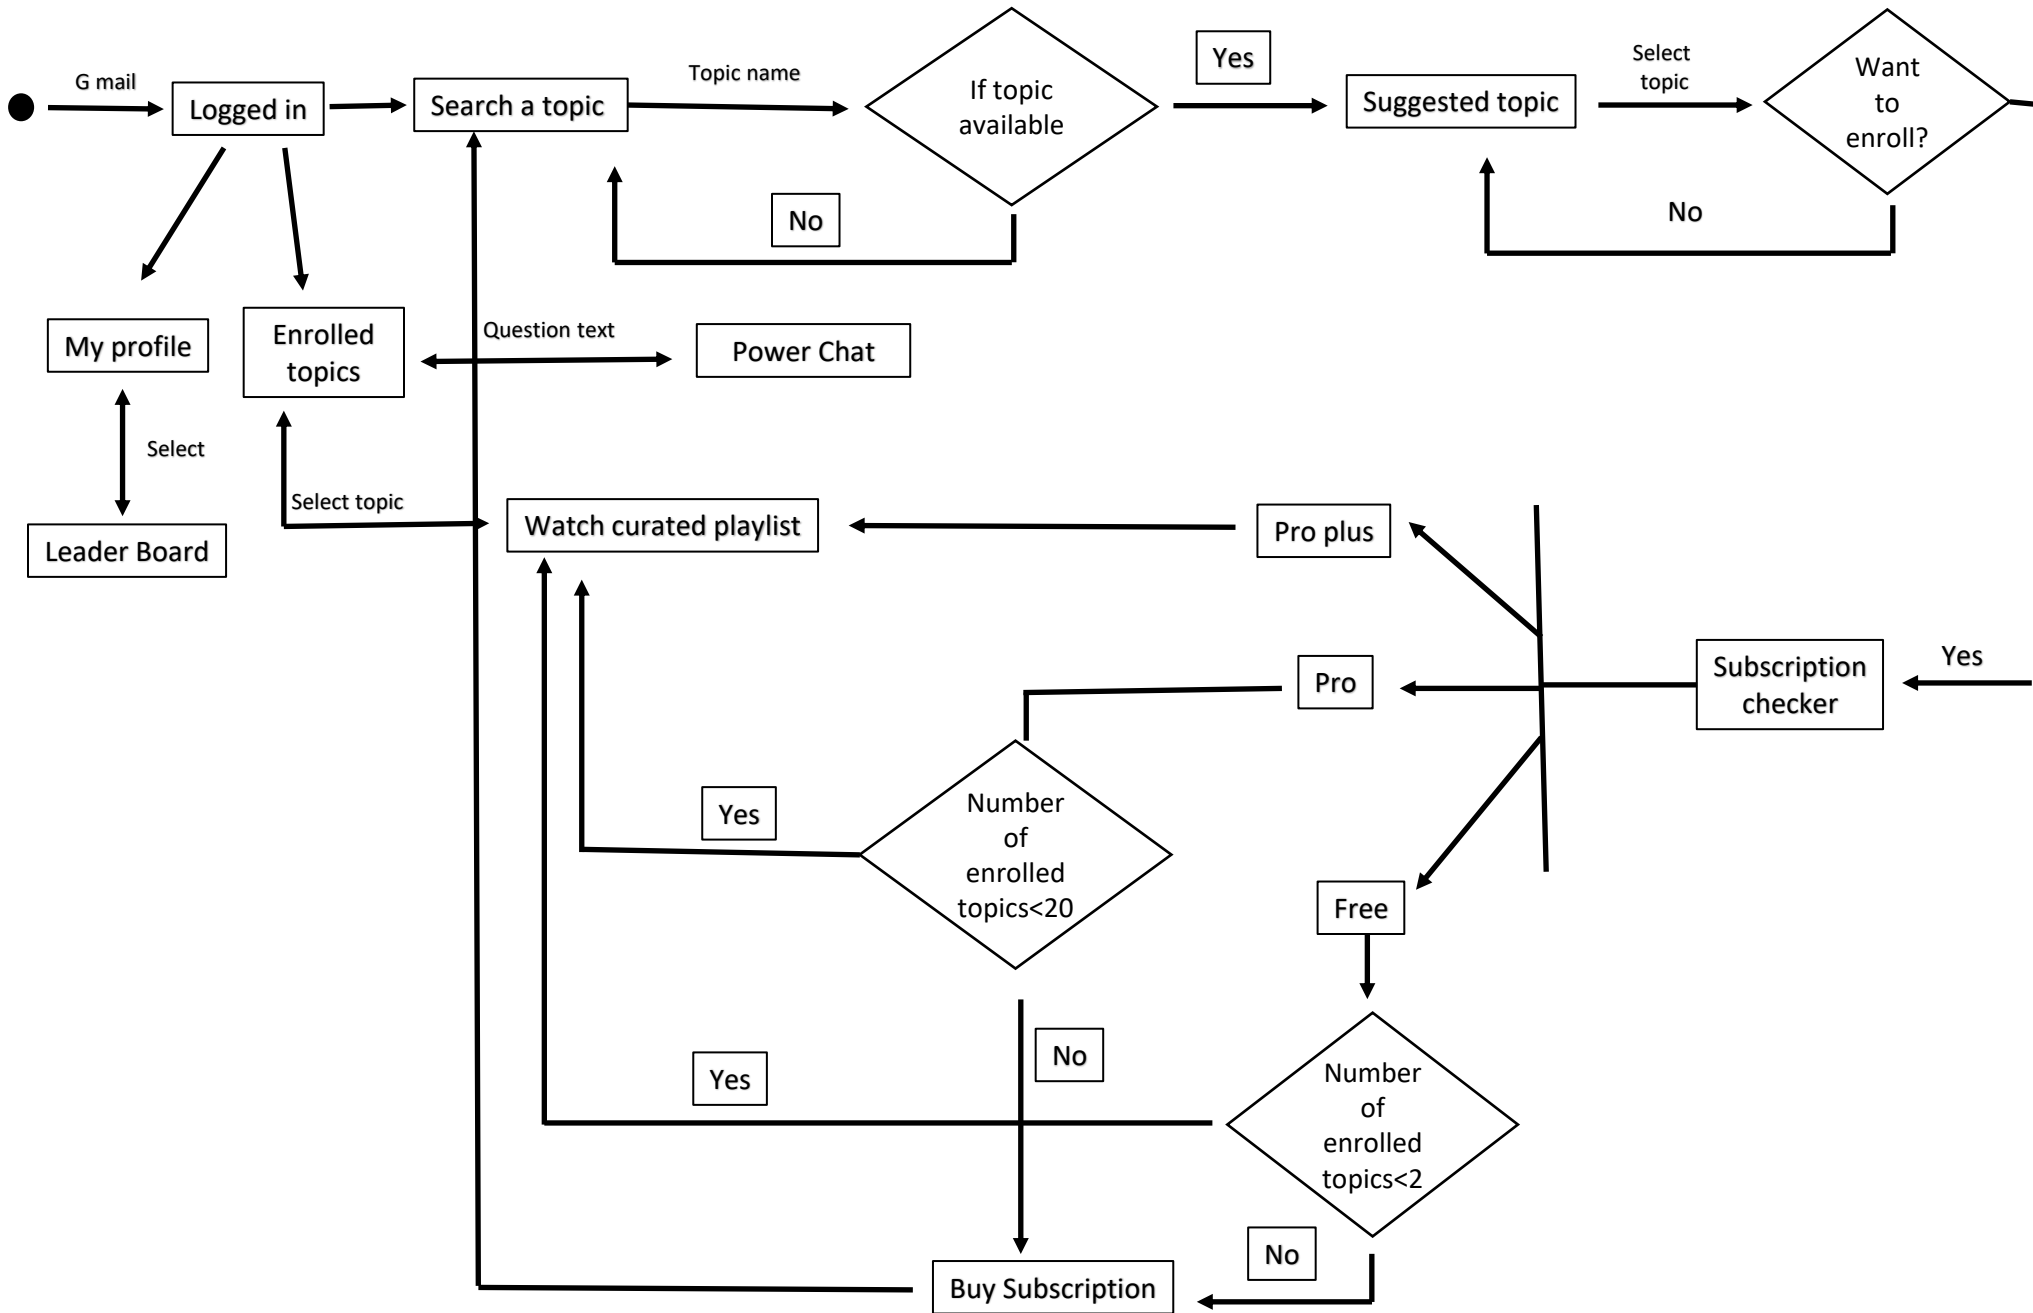 G mail
Logged in
Search a topic
Topic name
If topic
available
Yes
Suggested topic
Select
topic
Want
to
enroll?
No
No
My profile
Enrolled
topics
Question text
Power Chat
Select
Leader Board
Select topic
Watch curated playlist
Pro plus
Pro
Subscription
checker
Yes
Yes
Number
of
enrolled
topics<20
Free
No
Yes
Number
of
enrolled
topics<2
No
Buy Subscription